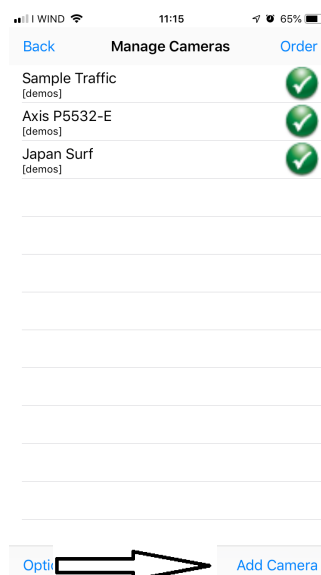 I WIND 11:15 65%
Back Manage Cameras Order
Sample Traffic
[demos]
Axis P5532-E
[demos]
Japan Surf
[demos]
Add Camera